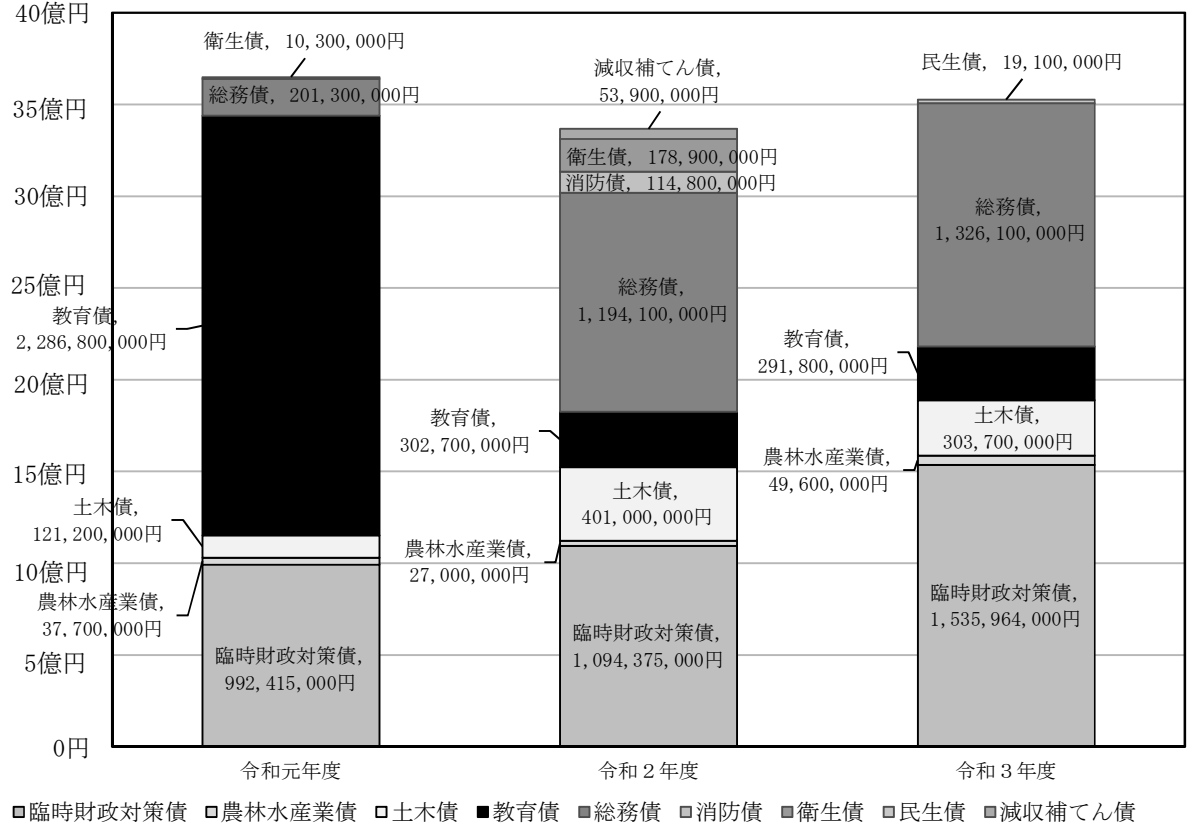 40億円
35億円
30億円
25億円
20億円
15億円
10億円
5億円
0円
衛生債, 10,300,000円
総務債, 201,300,000円
教育債,
2,286,800,000円
土木債,
121,200,000円
農林水産業債,
37,700,000円
臨時財政対策債,
992,415,000円
減収補てん債,
53,900,000円
衛生債, 178,900,000円
消防債, 114,800,000円
総務債,
1,194,100,000円
教育債,
302,700,000円
土木債,
401,000,000円
農林水産業債,
27,000,000円
臨時財政対策債,
1,094,375,000円
民生債, 19,100,000円
総務債,
1,326,100,000円
教育債,
291,800,000円
土木債,
303,700,000円
農林水産業債,
49,600,000円
臨時財政対策債,
1,535,964,000円
令和元年度 令和２年度 令和３年度
臨時財政対策債 農林水産業債 土木債 教育債 総務債 消防債 衛生債 民生債 減収補てん債